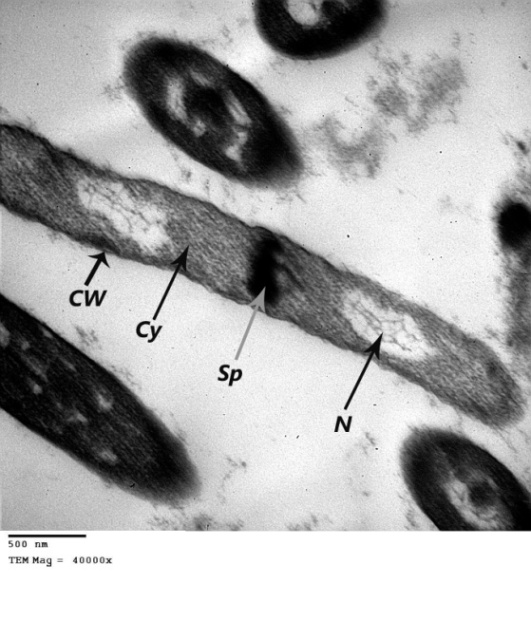 CW
Cy
Sp
N
500 nm
TEM Mag = 40000x